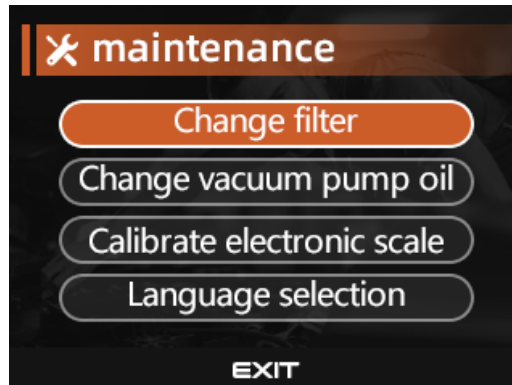 maintenance
Change filter
Change vacuum pump oil
Calibrate electronic scale
Language selection
EXIT